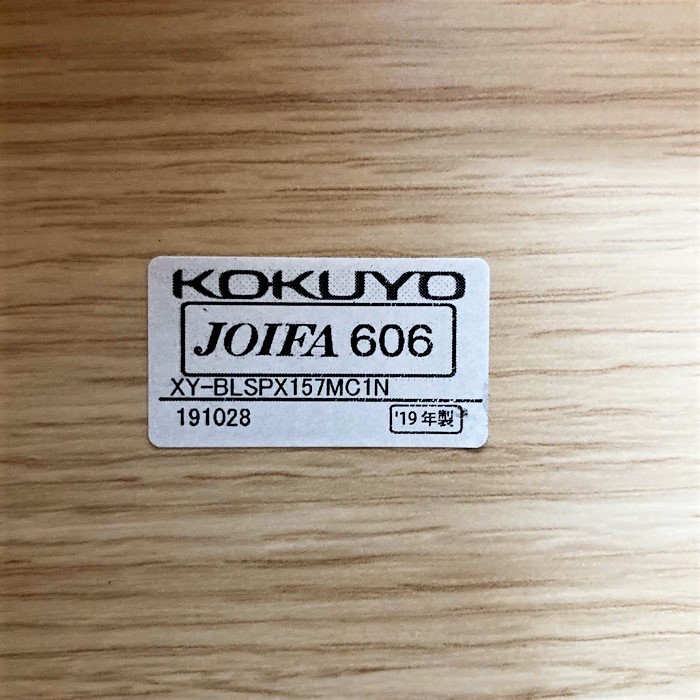 KOKUYO
JOIFA 606
XY-BLSPX157MC1N
191028
'19年製